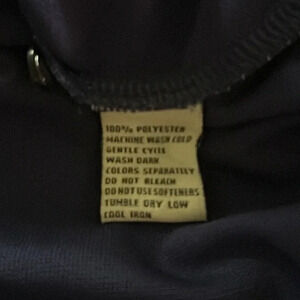 100% POLYESTER
MACHINE WASH COLD
GENTLE CYCLE
WASH DARK
COLORS SEPARATELY
DO NOT BLEACH
DO NOT USE SOFTENERS
TUMBLE DRY LOW
COOL IRON